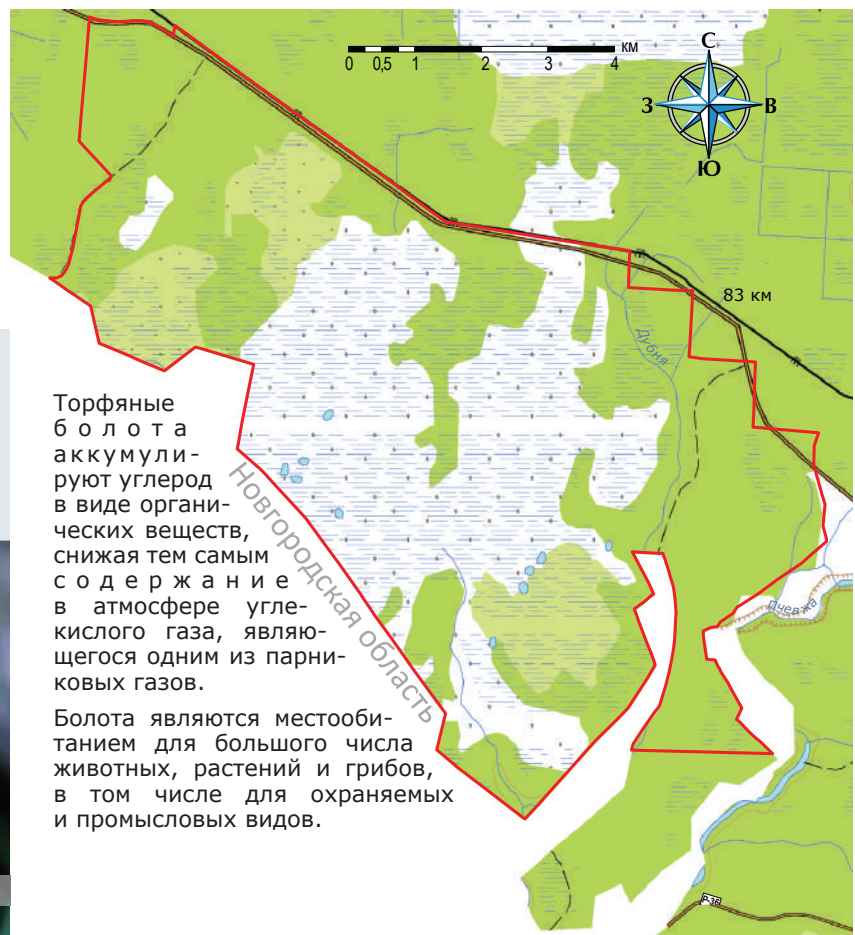 км
0 0,5 1 2 3 4
С
З В
Ю
83 км
Дубня
Пчевжа
Новгородская область
Торфяные
болота
аккумули-
руют углерод
в виде органи-
ческих веществ,
снижая тем самым
содержание
в атмосфере угле-
кислого газа, являю-
щегося одним из парни-
ковых газов.
Болота являются местооби-
танием для большого числа
животных, растений и грибов,
в том числе для охраняемых
и промысловых видов.
Р-36